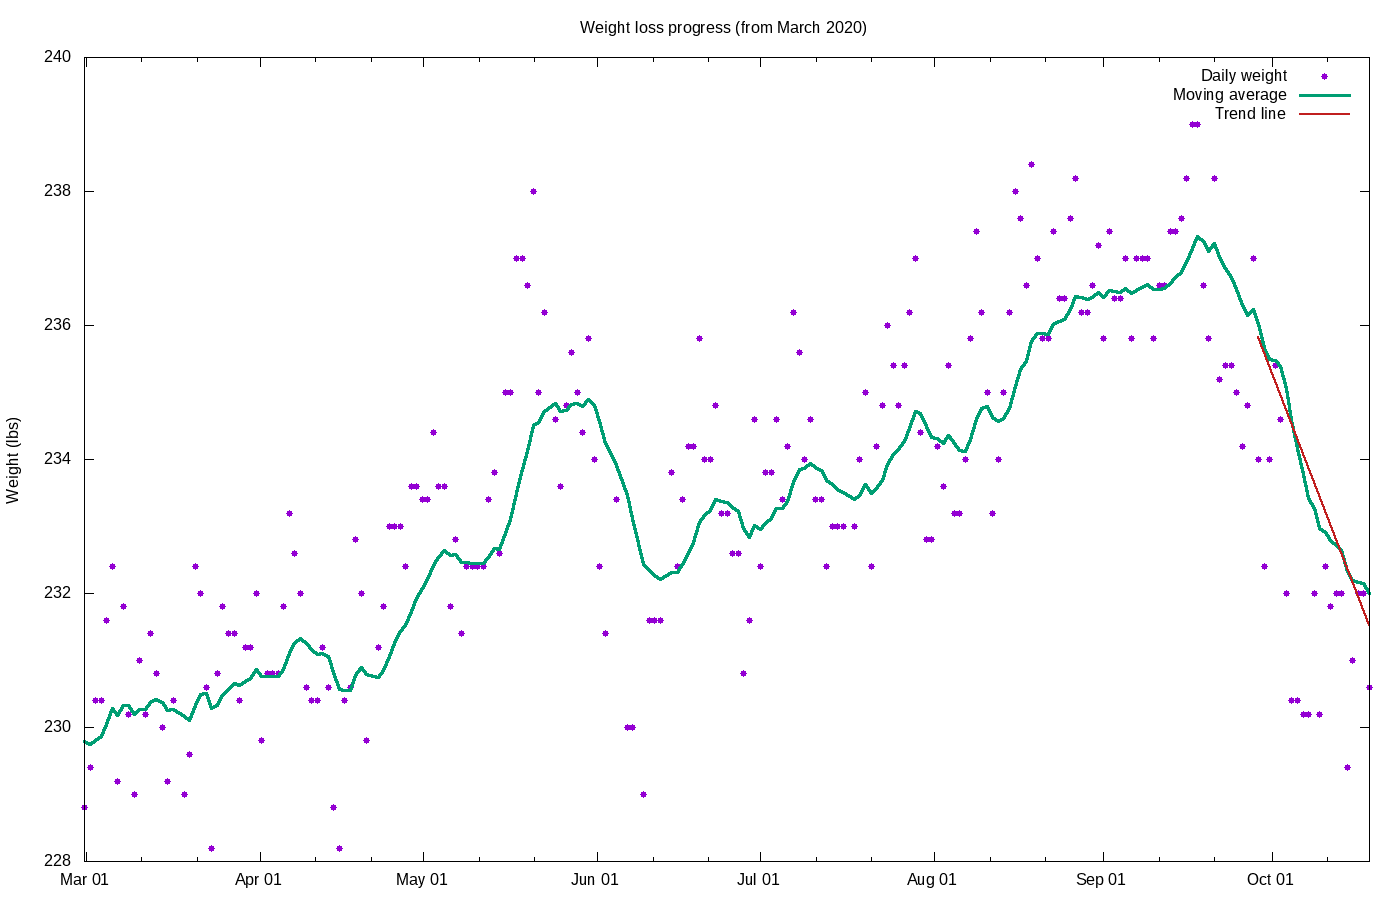 Weight loss progress (from March 2020)
240
238
236
234
232
230
228
Weight (lbs)
Daily weight
Moving average
Trend line
Mar 01 Apr 01 May 01 Jun 01 Jul 01 Aug 01 Sep 01 Oct 01